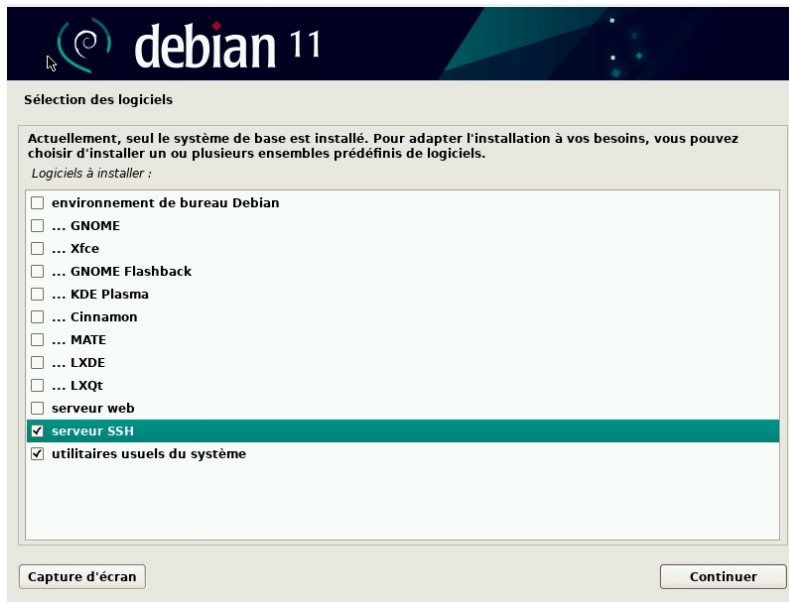 debian 11
Sélection des logiciels
Actuellement, seul le système de base est installé. Pour adapter l'installation à vos besoins, vous pouvez
choisir d'installer un ou plusieurs ensembles prédéfinis de logiciels.
Logiciels à installer :
environnement de bureau Debian
... GNOME
... Xfce
... GNOME Flashback
... KDE Plasma
... Cinnamon
... MATE
... LXDE
... LXQt
serveur web
serveur SSH
utilitaires usuels du système
Capture d'écran
Continuer